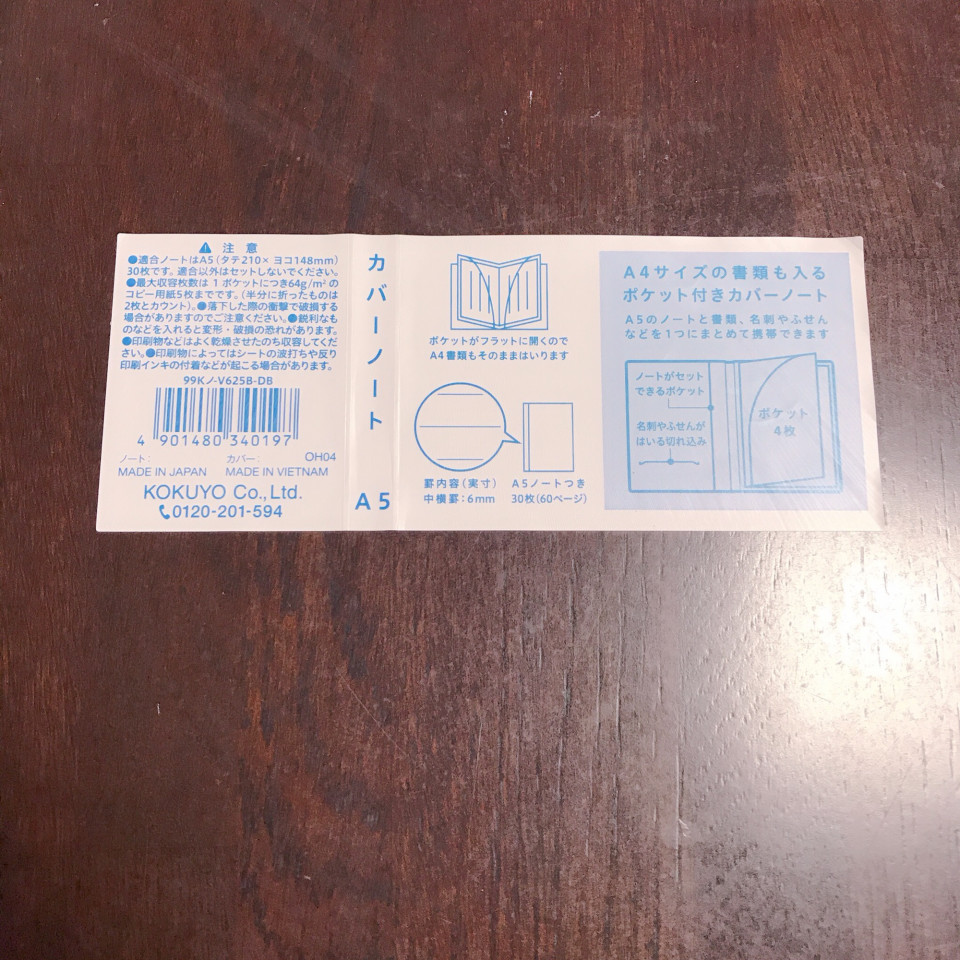 注意
●適合ノートはA5(タテ210×ヨコ148mm)
30枚です。適合以外はセットしないでください。
●最大収容枚数は1ポケットにつき64g/m²の
コピー用紙5枚までです。(半分に折ったものは
2枚とカウント)。●落下した際の衝撃で破損する
場合がありますのでご注意ください。●鋭利なも
のなどを入れると変形・破損の恐れがあります。
●印刷物などはよく乾燥させたのち収容してくだ
さい。●印刷物によってはシートの波打ちや反り
印刷インキの付着などが起こる場合があります。
99Kノ-V625B-DB
4 901480 340197
ノート: カバー: OH04
MADE IN JAPAN MADE IN VIETNAM
KOKUYO Co., Ltd.
0120-201-594
カバーノート
A5
ポケットがフラットに開くので
A4書類もそのままはいります
罫内容(実寸)
中横罫:6mm
A5ノートつき
30枚(60ページ)
A4サイズの書類も入る
ポケット付きカバーノート
A5のノートと書類、名刺やふせん
などを1つにまとめて携帯できます
ノートがセット
できるポケット
名刺やふせんが
はいる切れ込み
ポケット
4枚